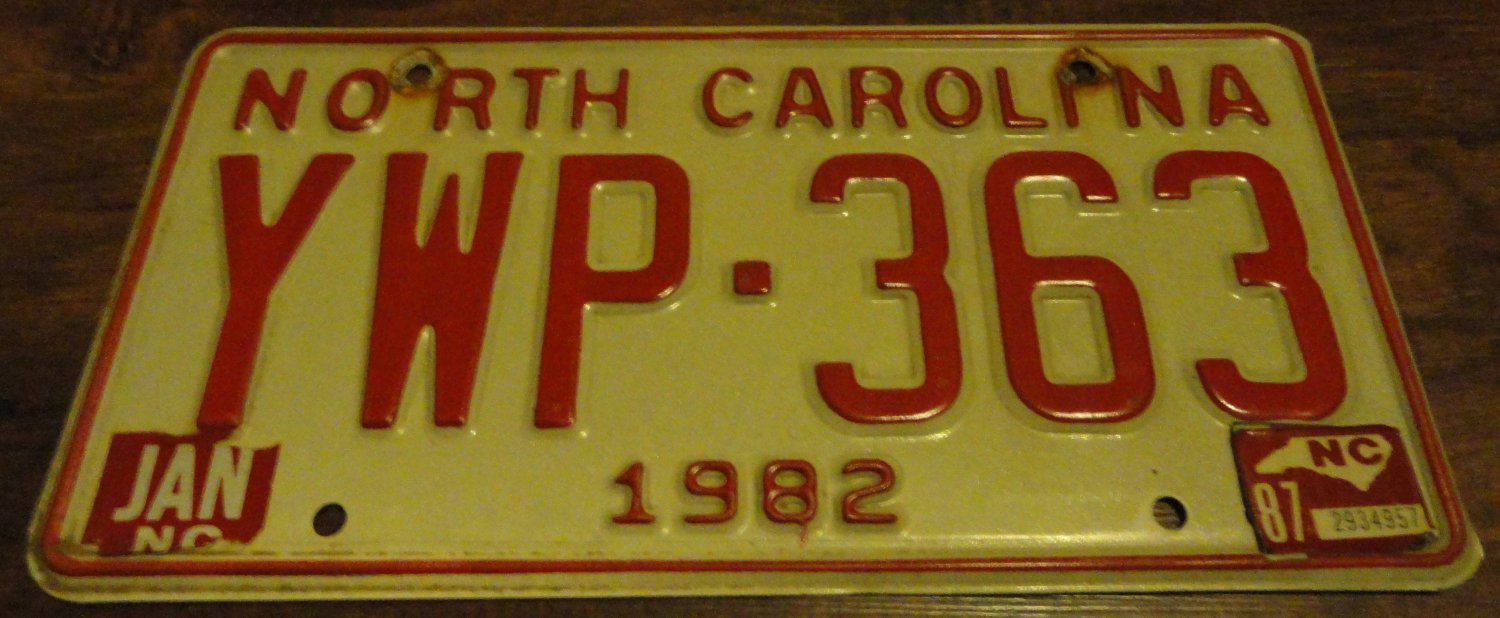 NORTH CAROLINA
YWP·363
JAN
NC
1982
NC
87
2934957